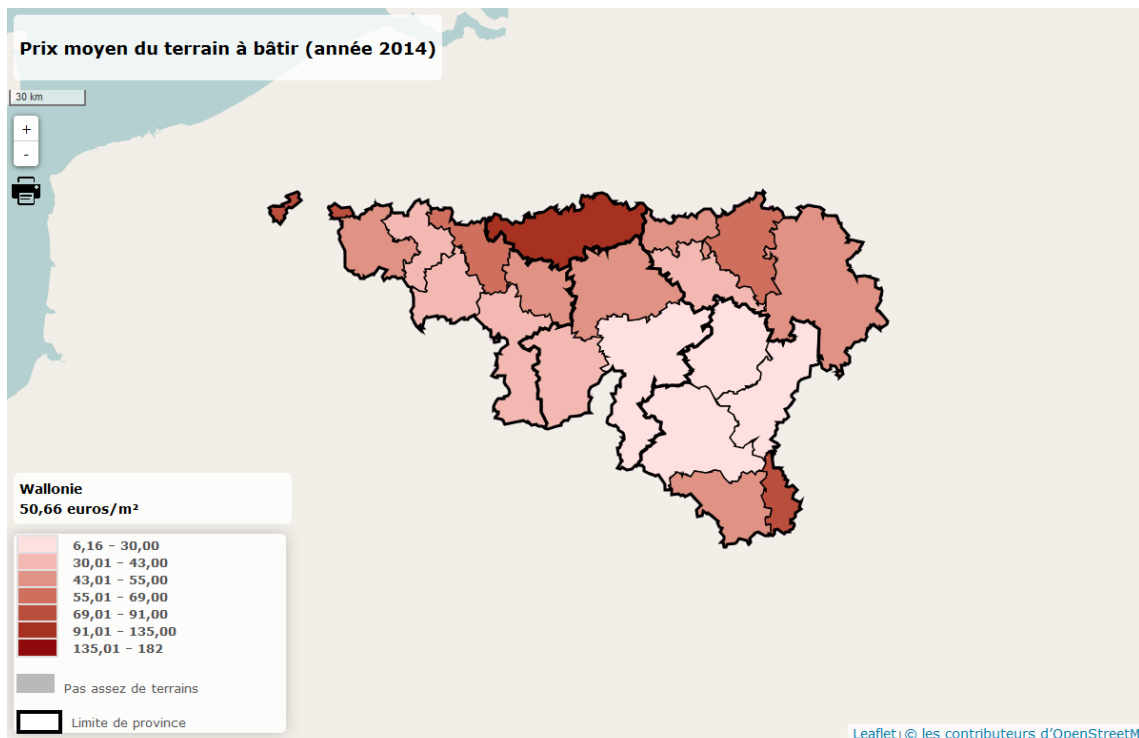 Prix moyen du terrain à bâtir (année 2014)
30 km
+
-
Wallonie
50,66 euros/m²
6,16 - 30,00
30,01 - 43,00
43,01 - 55,00
55,01 - 69,00
69,01 - 91,00
91,01 - 135,00
135,01 - 182
Pas assez de terrains
Limite de province
Leaflet | © les contributeurs d'OpenStreetM